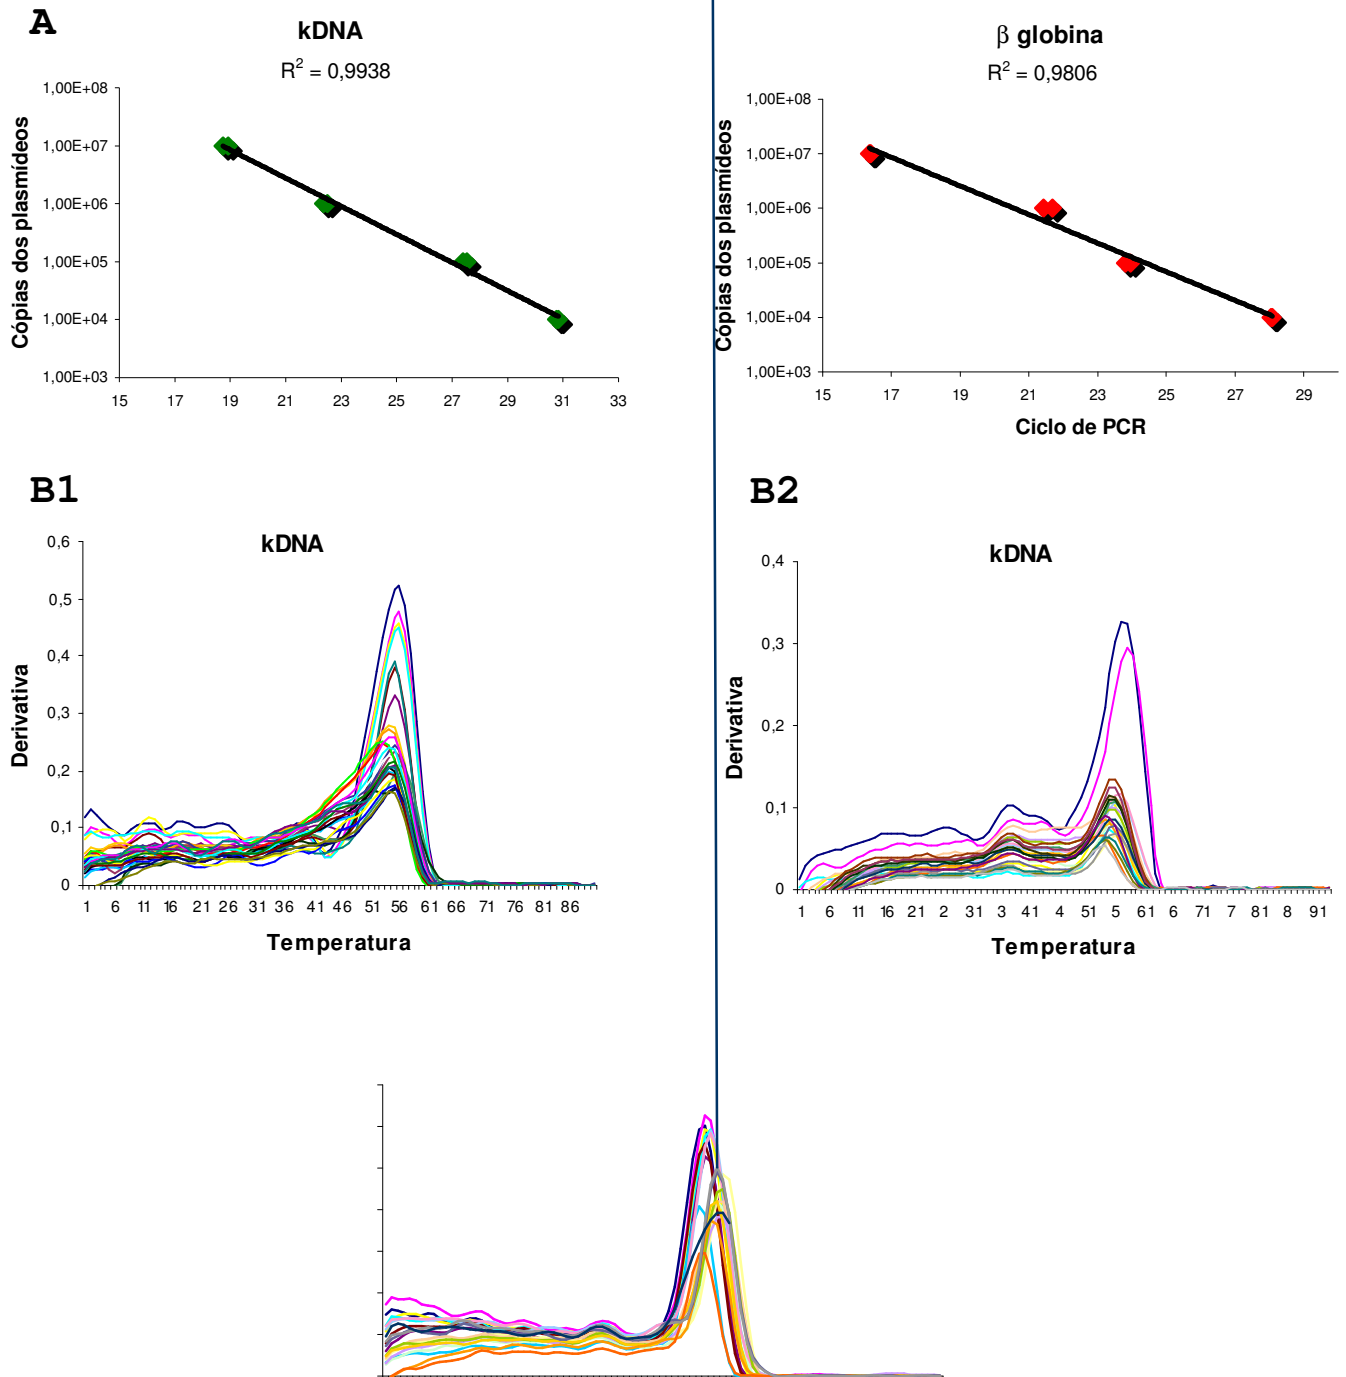 A
kDNA
R² = 0,9938
Cópias dos plasmídeos
1,00E+08
1,00E+07
1,00E+06
1,00E+05
1,00E+04
1,00E+03
15 17 19 21 23 25 27 29 31 33
β globina
R² = 0,9806
Cópias dos plasmídeos
1,00E+08
1,00E+07
1,00E+06
1,00E+05
1,00E+04
1,00E+03
15 17 19 21 23 25 27 29
Ciclo de PCR
B1
kDNA
Derivativa
0,6
0,5
0,4
0,3
0,2
0,1
0
1 6 11 16 21 26 31 36 41 46 51 56 61 66 71 76 81 86
Temperatura
B2
kDNA
Derivativa
0,4
0,3
0,2
0,1
0
1 6 11 16 21 2 31 3 41 4 51 5 61 6 71 7 81 8 91
Temperatura